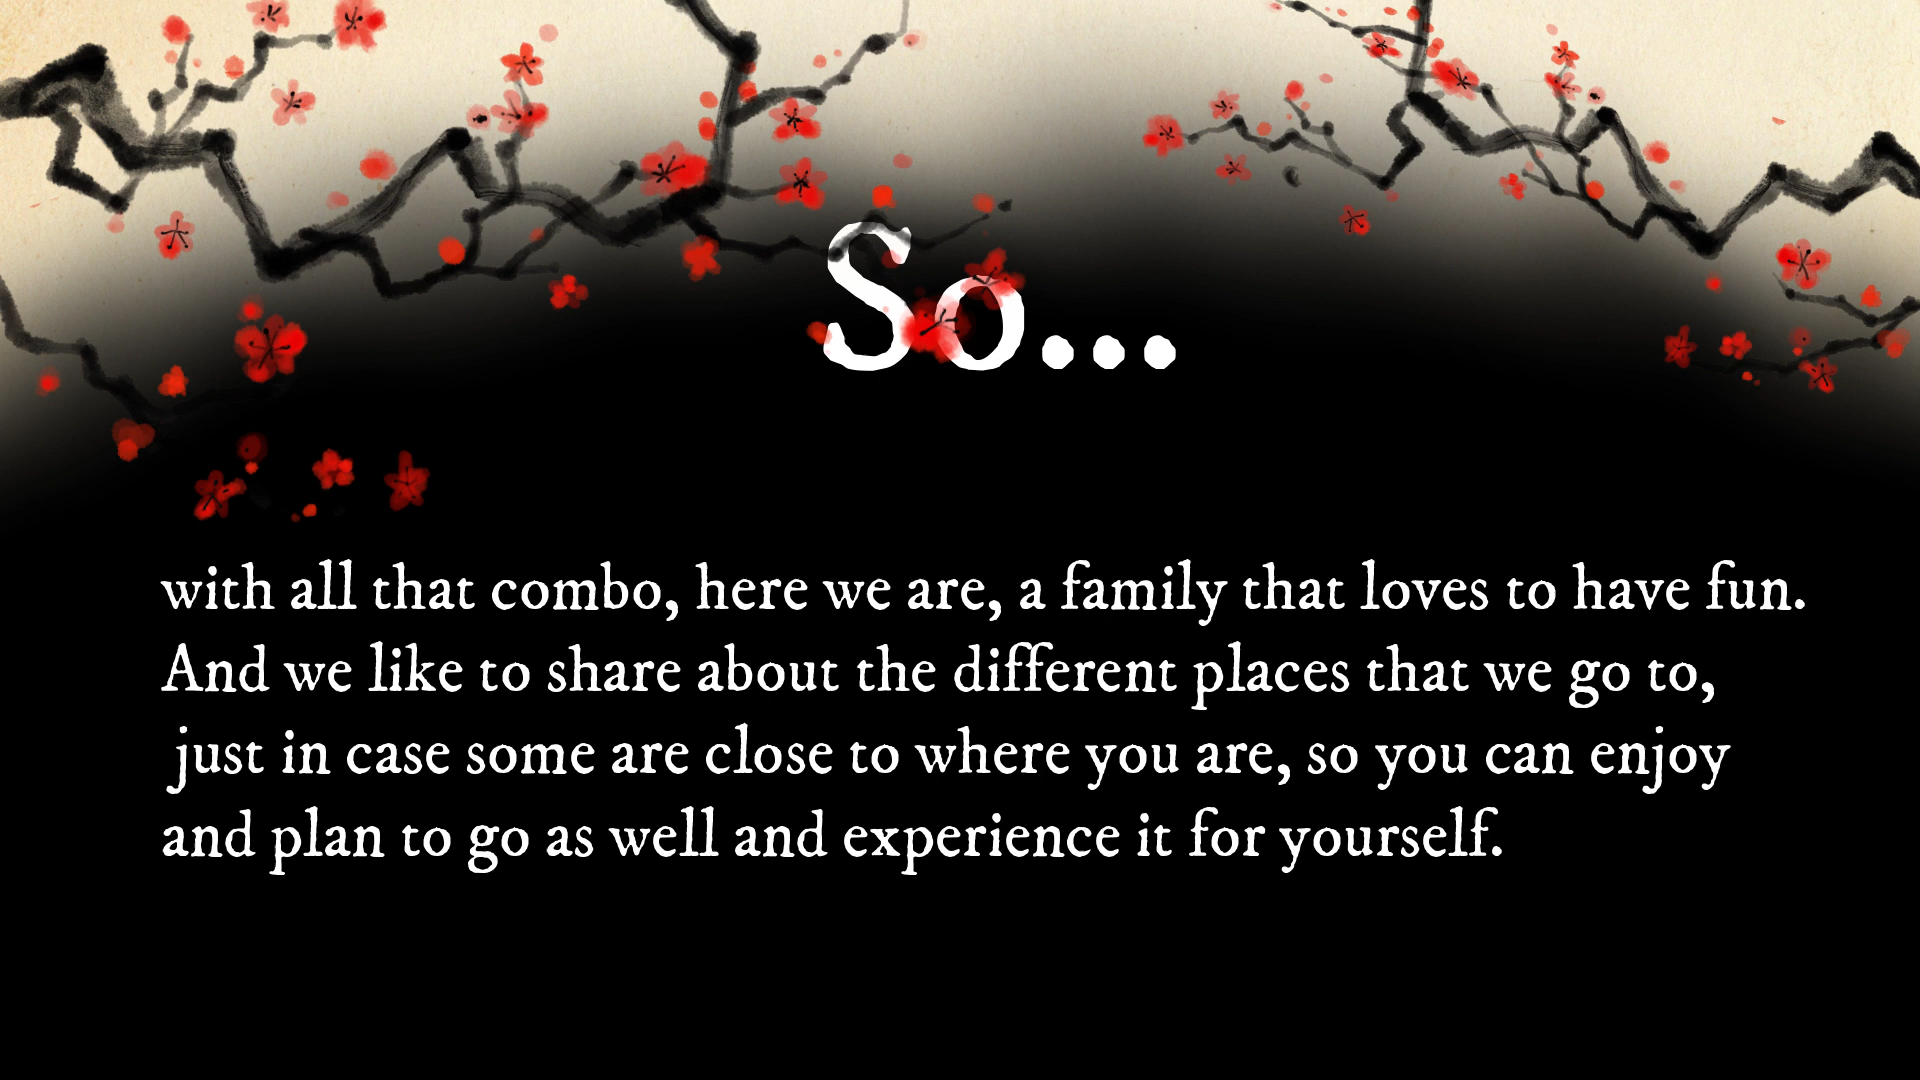 So...
with all that combo, here we are, a family that loves to have fun.
And we like to share about the different places that we go to,
just in case some are close to where you are, so you can enjoy
and plan to go as well and experience it for yourself.